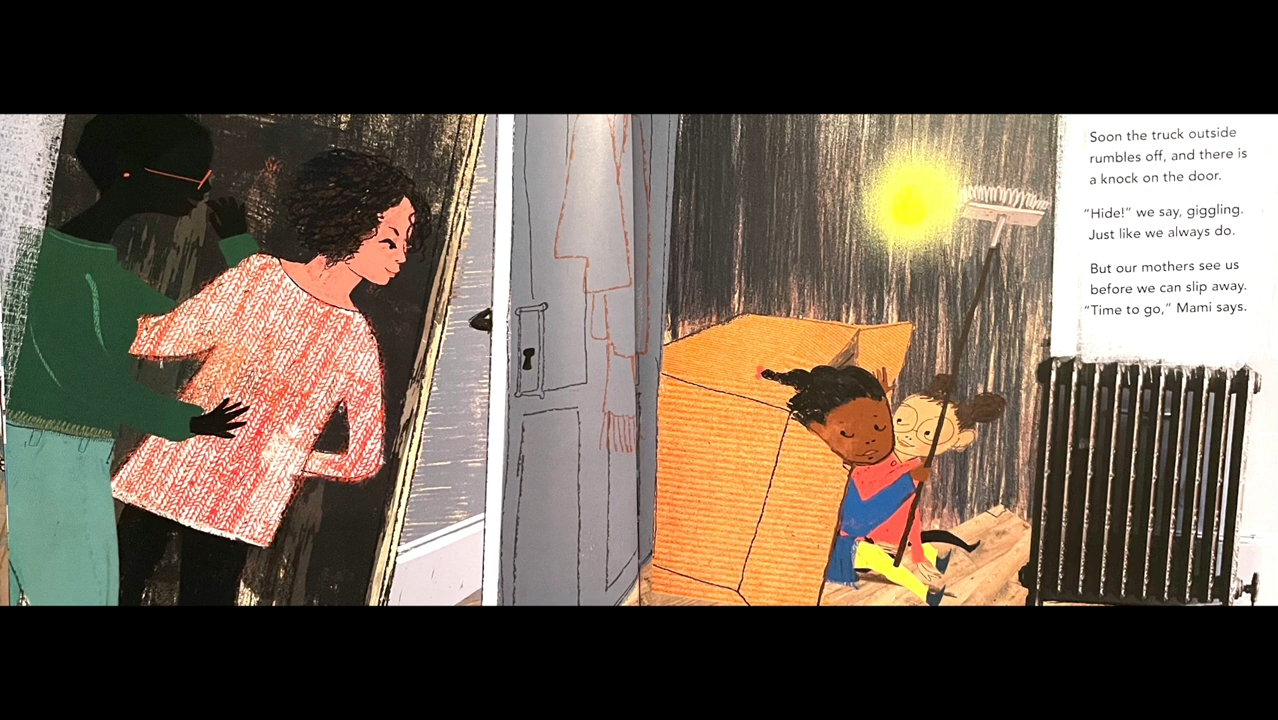 Soon the truck outside
rumbles off, and there is
a knock on the door.
“Hide!” we say, giggling.
Just like we always do.
But our mothers see us
before we can slip away.
“Time to go,” Mami says.